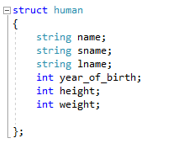 struct human
{
string name;
string sname;
string lname;
int year_of_birth;
int height;
int weight;
};